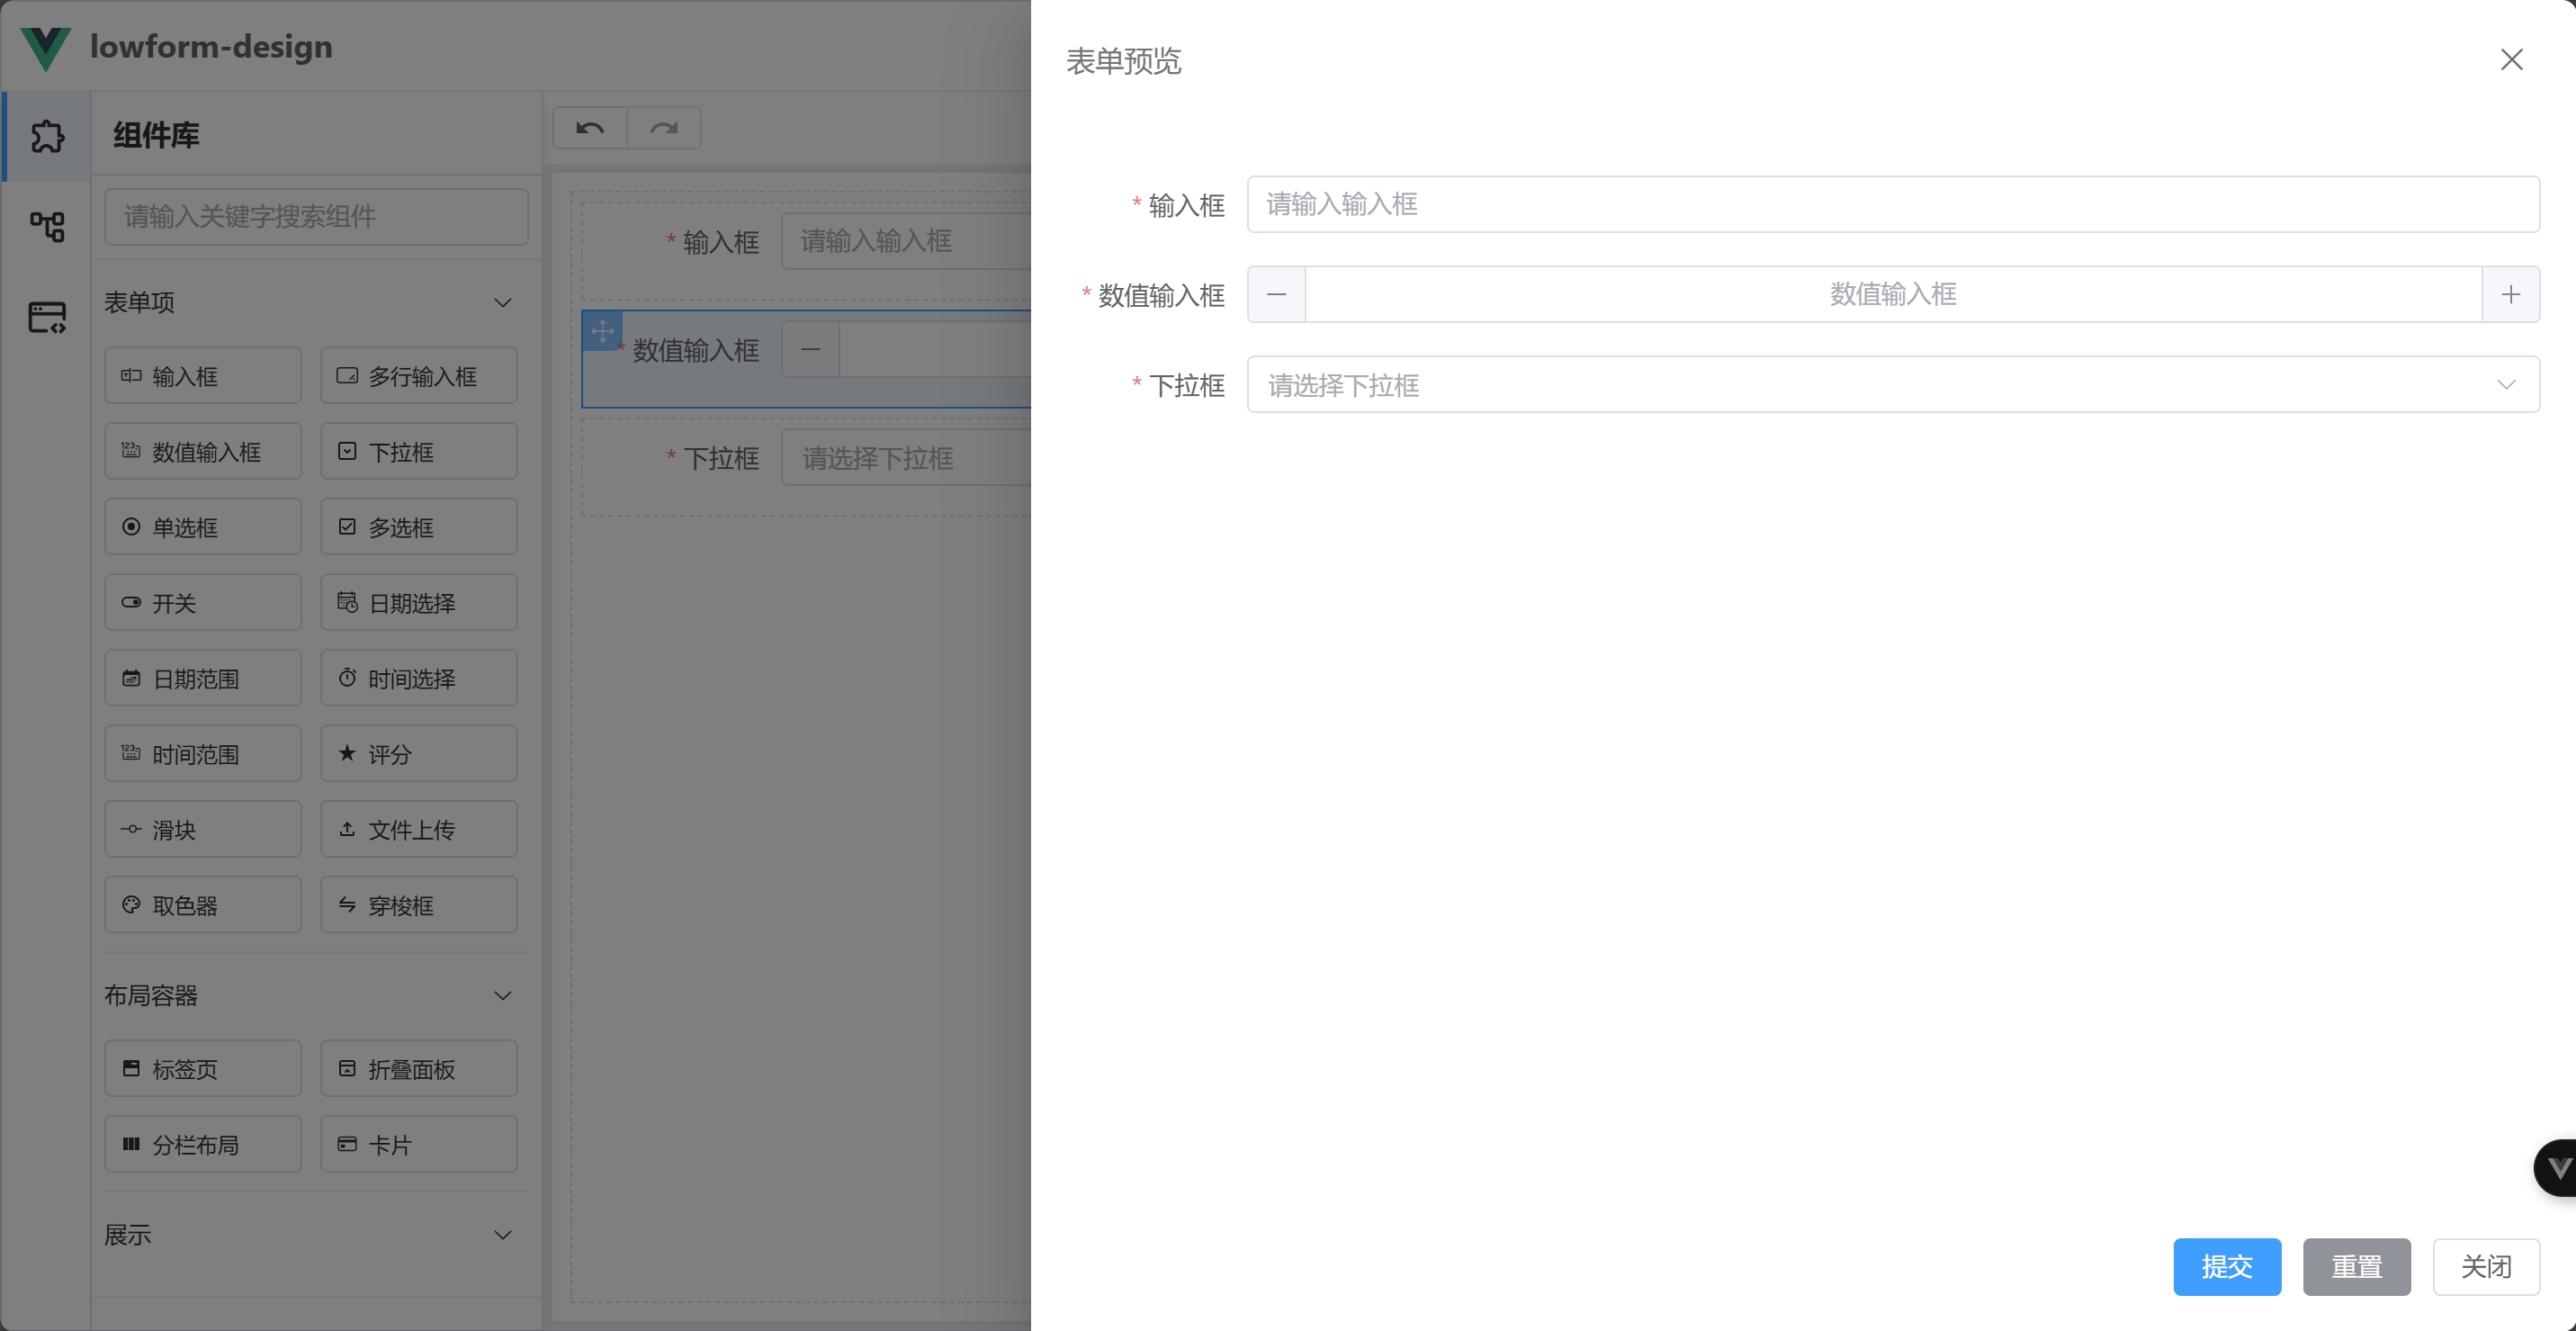 lowform-design
组件库
请输入关键字搜索组件
表单项
输入框
多行输入框
数值输入框
下拉框
单选框
多选框
开关
日期选择
日期范围
时间选择
时间范围
评分
滑块
文件上传
取色器
穿梭框
布局容器
标签页
折叠面板
分栏布局
卡片
展示
* 输入框 请输入输入框
* 数值输入框
* 下拉框 请选择下拉框
表单预览
* 输入框 请输入输入框
* 数值输入框 数值输入框
* 下拉框 请选择下拉框
提交 重置 关闭